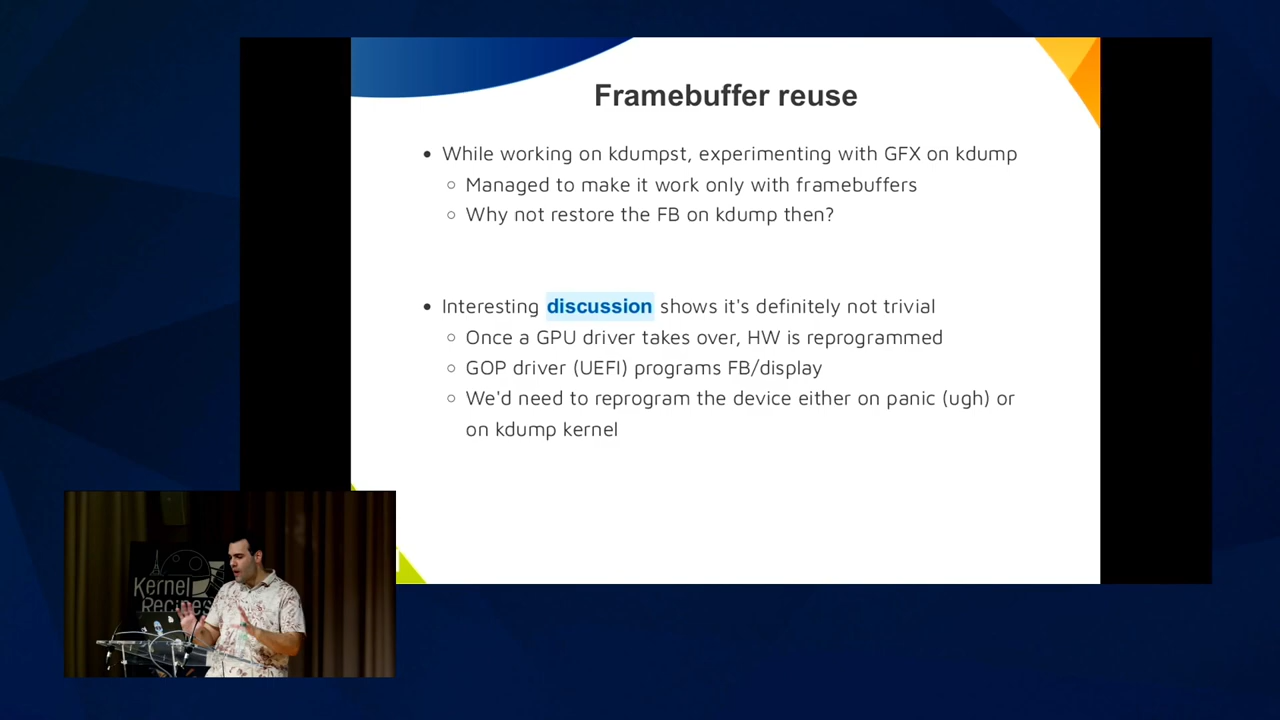 Framebuffer reuse
• While working on kdumpst, experimenting with GFX on kdump
○ Managed to make it work only with framebuffers
○ Why not restore the FB on kdump then?
• Interesting discussion shows it's definitely not trivial
○ Once a GPU driver takes over, HW is reprogrammed
○ GOP driver (UEFI) programs FB/display
○ We'd need to reprogram the device either on panic (ugh) or
on kdump kernel
Kernel
Recipes